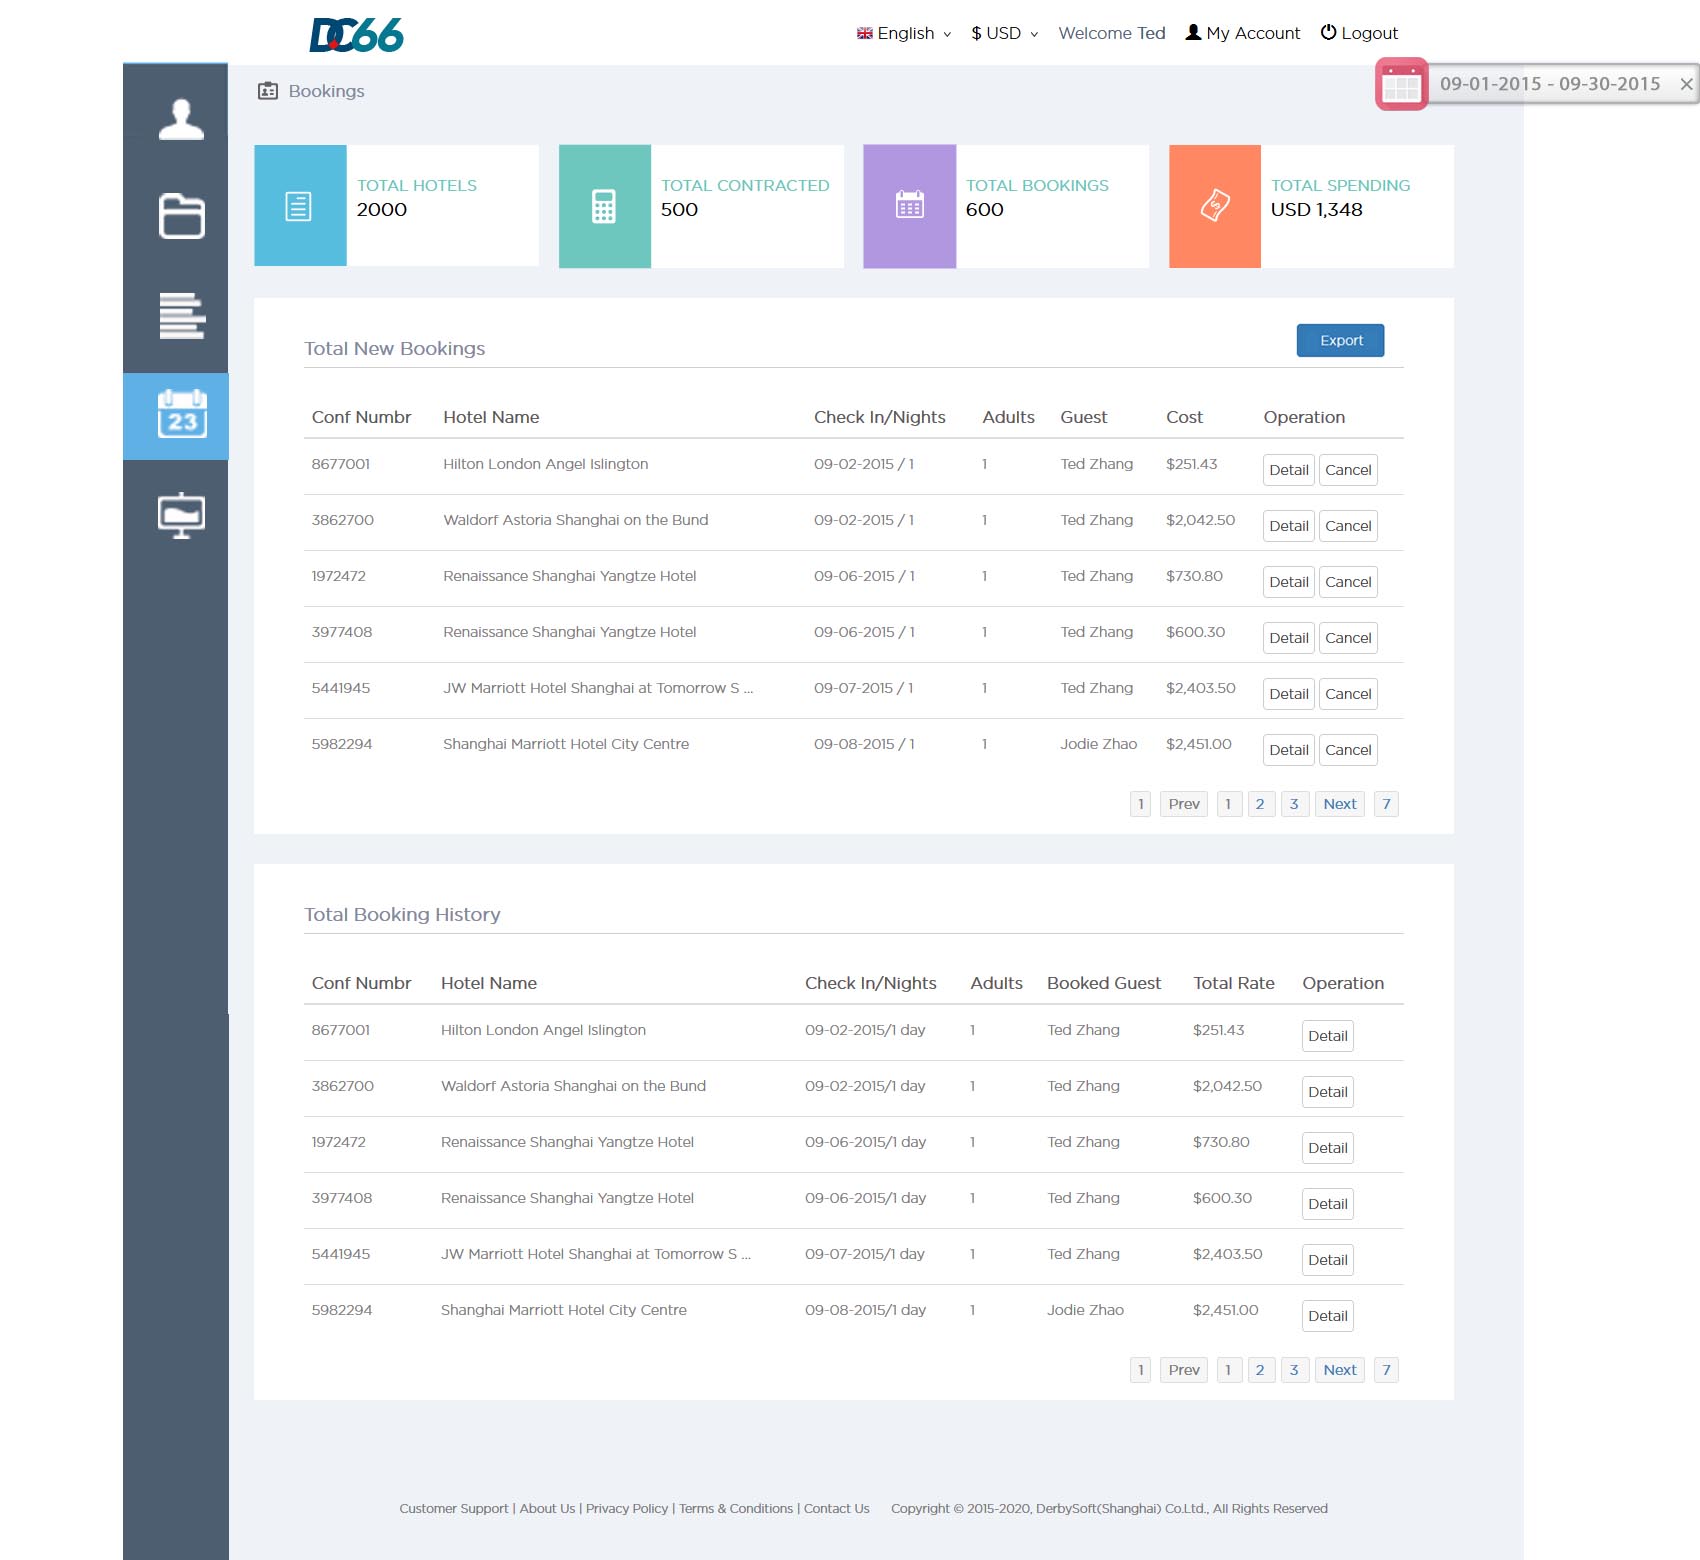 DC66
English $ USD Welcome Ted My Account Logout
Bookings
09-01-2015 - 09-30-2015 ×
TOTAL HOTELS
2000
TOTAL CONTRACTED
500
TOTAL BOOKINGS
600
TOTAL SPENDING
USD 1,348
23
Total New Bookings
Export
Conf Numbr Hotel Name Check In/Nights Adults Guest Cost Operation
8677001 Hilton London Angel Islington 09-02-2015 / 1 1 Ted Zhang $251.43 Detail Cancel
3862700 Waldorf Astoria Shanghai on the Bund 09-02-2015 / 1 1 Ted Zhang $2,042.50 Detail Cancel
1972472 Renaissance Shanghai Yangtze Hotel 09-06-2015 / 1 1 Ted Zhang $730.80 Detail Cancel
3977408 Renaissance Shanghai Yangtze Hotel 09-06-2015 / 1 1 Ted Zhang $600.30 Detail Cancel
5441945 JW Marriott Hotel Shanghai at Tomorrow S ... 09-07-2015 / 1 1 Ted Zhang $2,403.50 Detail Cancel
5982294 Shanghai Marriott Hotel City Centre 09-08-2015 / 1 1 Jodie Zhao $2,451.00 Detail Cancel
1 Prev 1 2 3 Next 7
Total Booking History
Conf Numbr Hotel Name Check In/Nights Adults Booked Guest Total Rate Operation
8677001 Hilton London Angel Islington 09-02-2015/1 day 1 Ted Zhang $251.43 Detail
3862700 Waldorf Astoria Shanghai on the Bund 09-02-2015/1 day 1 Ted Zhang $2,042.50 Detail
1972472 Renaissance Shanghai Yangtze Hotel 09-06-2015/1 day 1 Ted Zhang $730.80 Detail
3977408 Renaissance Shanghai Yangtze Hotel 09-06-2015/1 day 1 Ted Zhang $600.30 Detail
5441945 JW Marriott Hotel Shanghai at Tomorrow S ... 09-07-2015/1 day 1 Ted Zhang $2,403.50 Detail
5982294 Shanghai Marriott Hotel City Centre 09-08-2015/1 day 1 Jodie Zhao $2,451.00 Detail
1 Prev 1 2 3 Next 7
Customer Support | About Us | Privacy Policy | Terms & Conditions | Contact Us Copyright © 2015-2020, DerbySoft(Shanghai) Co.Ltd., All Rights Reserved